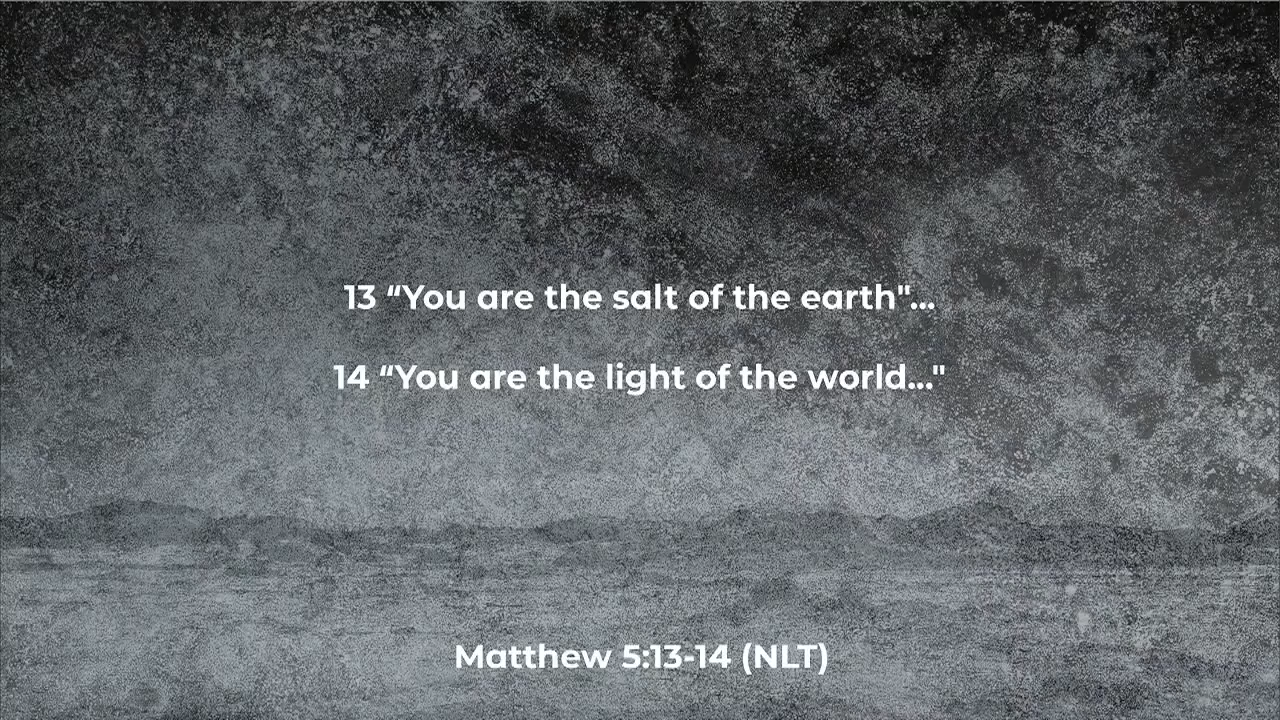 13 “You are the salt of the earth"...
14 “You are the light of the world..."
Matthew 5:13-14 (NLT)